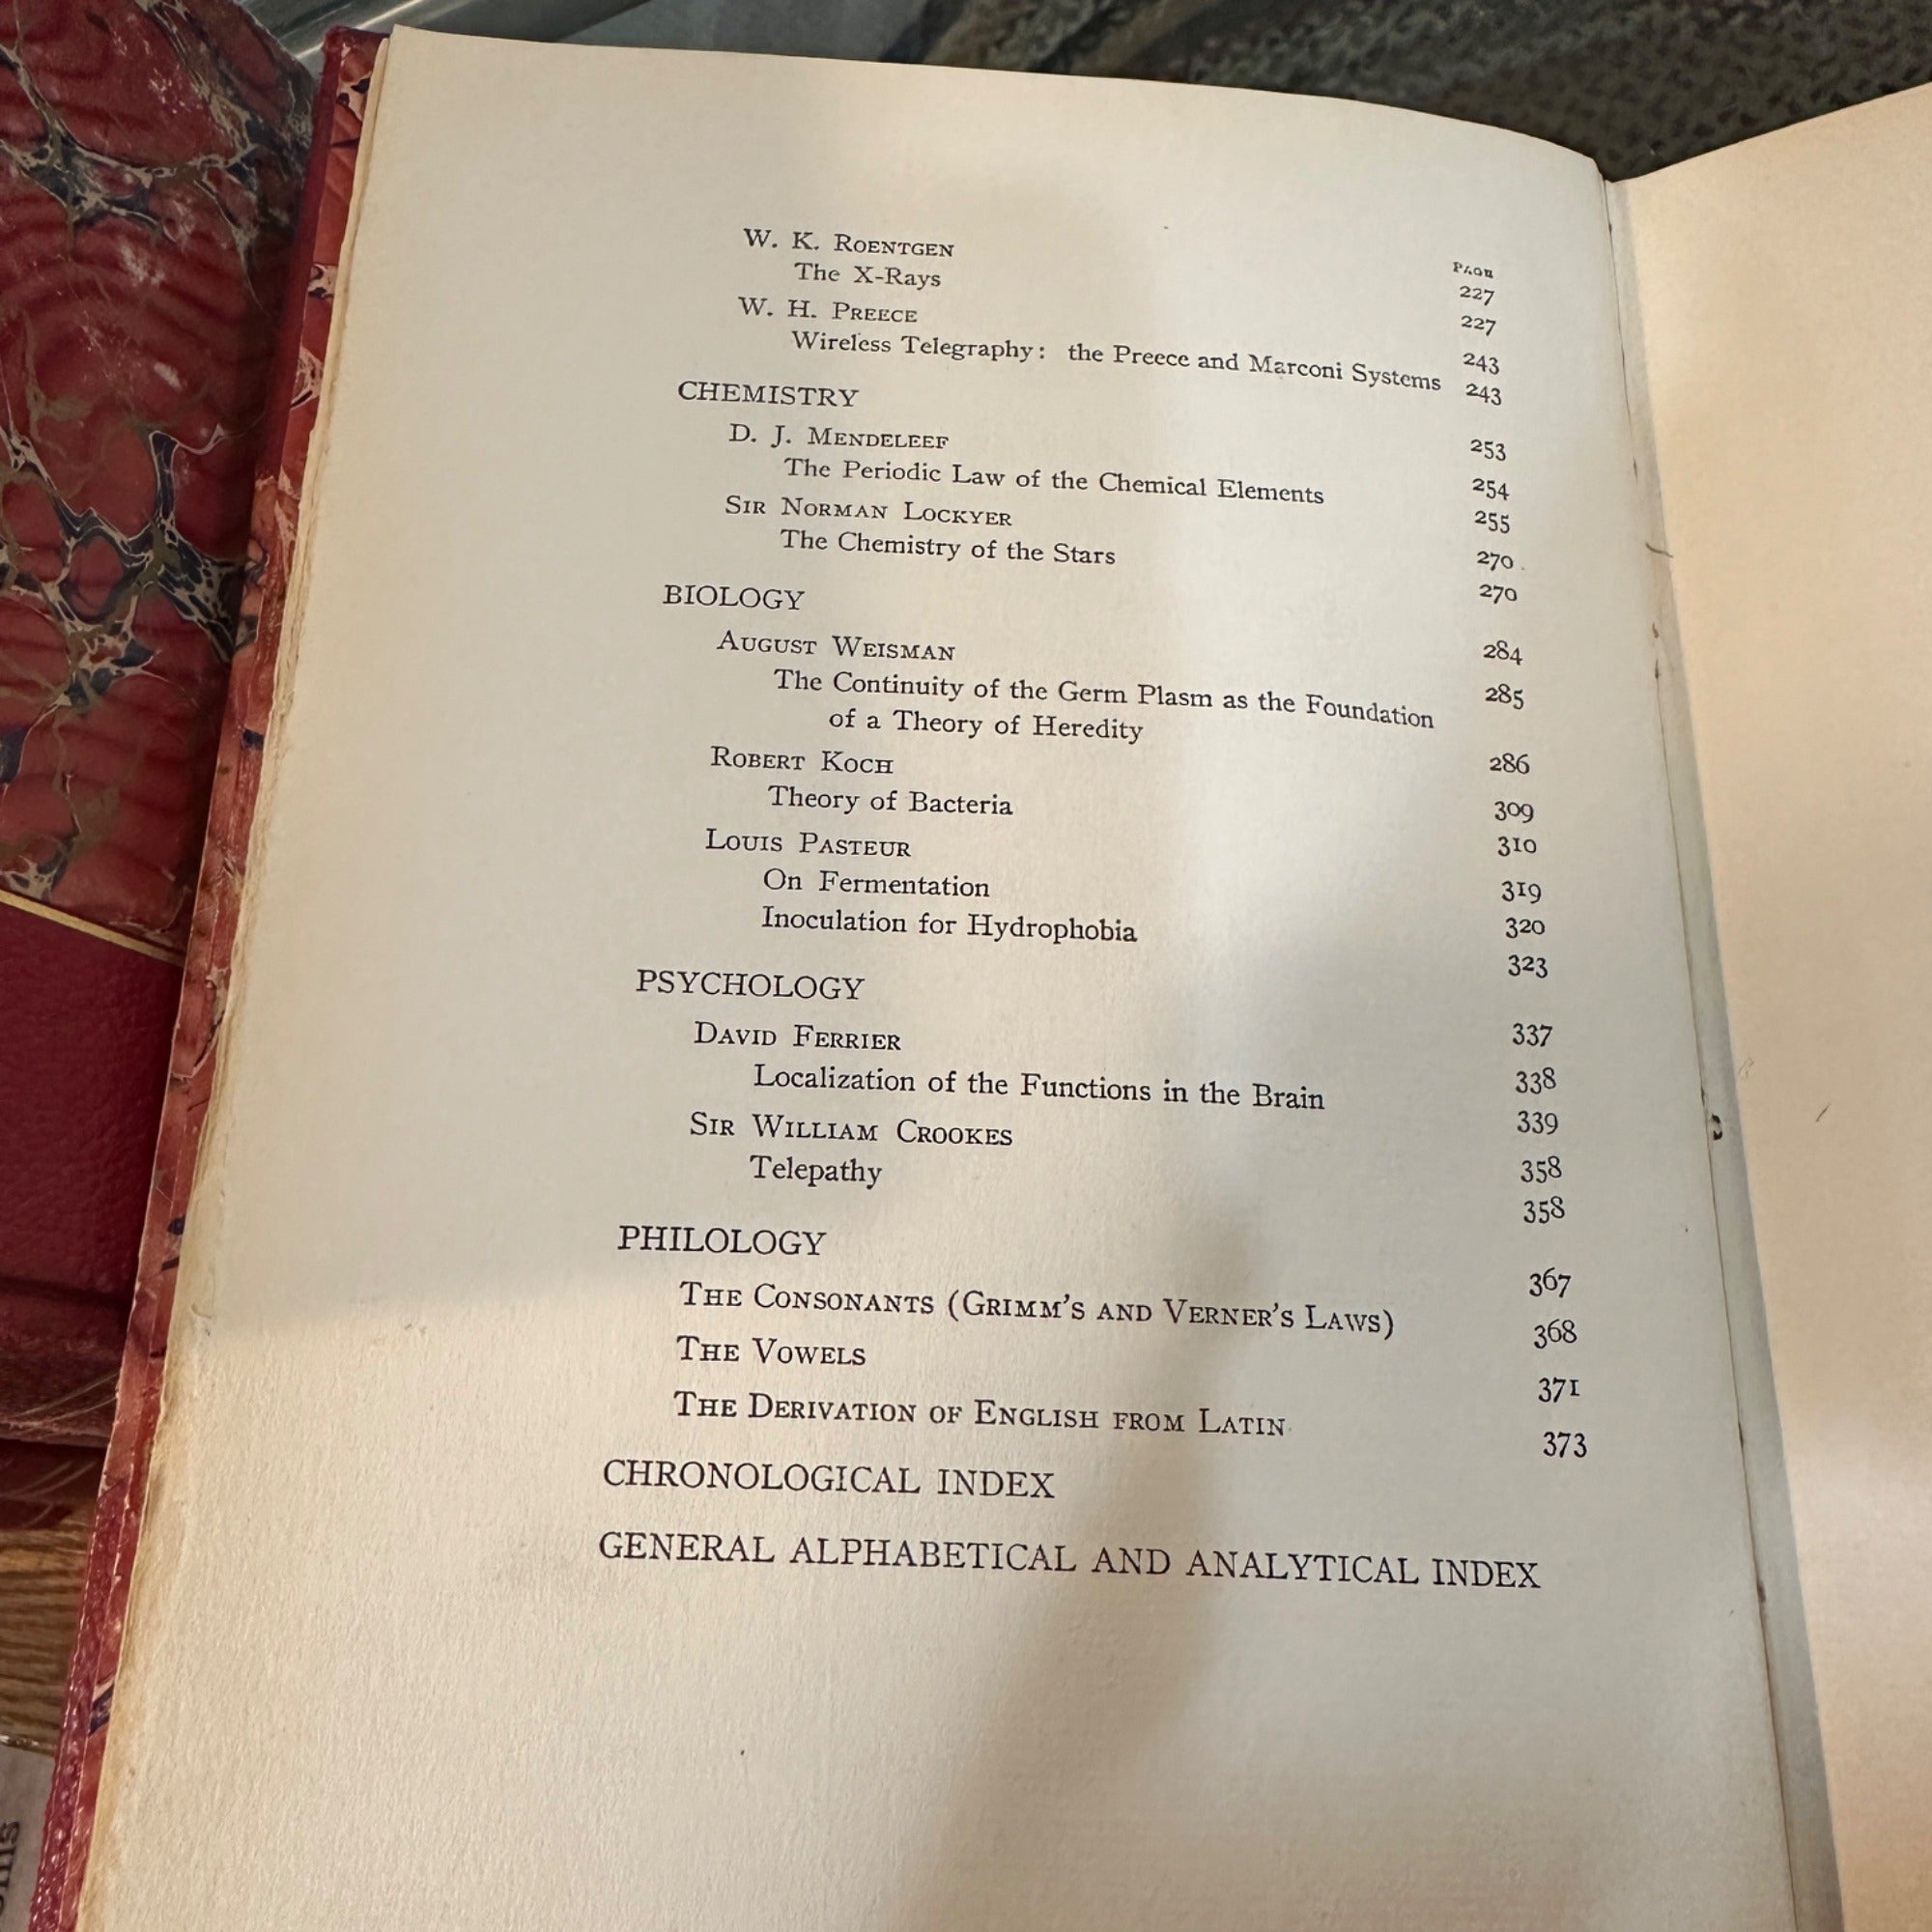 PAGE
W. K. ROENTGEN 227
The X-Rays 227
W. H. PREECE 243
Wireless Telegraphy: the Preece and Marconi Systems 243
CHEMISTRY 253
D. J. MENDELEEF 254
The Periodic Law of the Chemical Elements 255
SIR NORMAN LOCKYER 270
The Chemistry of the Stars 270
BIOLOGY 284
AUGUST WEISMAN 285
The Continuity of the Germ Plasm as the Foundation
of a Theory of Heredity 286
ROBERT KOCH 309
Theory of Bacteria 310
LOUIS PASTEUR 319
On Fermentation 320
Inoculation for Hydrophobia 323
PSYCHOLOGY 337
DAVID FERRIER 338
Localization of the Functions in the Brain 339
SIR WILLIAM CROOKES 358
Telepathy 358
PHILOLOGY 367
THE CONSONANTS (GRIMM'S AND VERNER'S LAWS) 368
THE VOWELS 371
THE DERIVATION OF ENGLISH FROM LATIN 373
CHRONOLOGICAL INDEX
GENERAL ALPHABETICAL AND ANALYTICAL INDEX